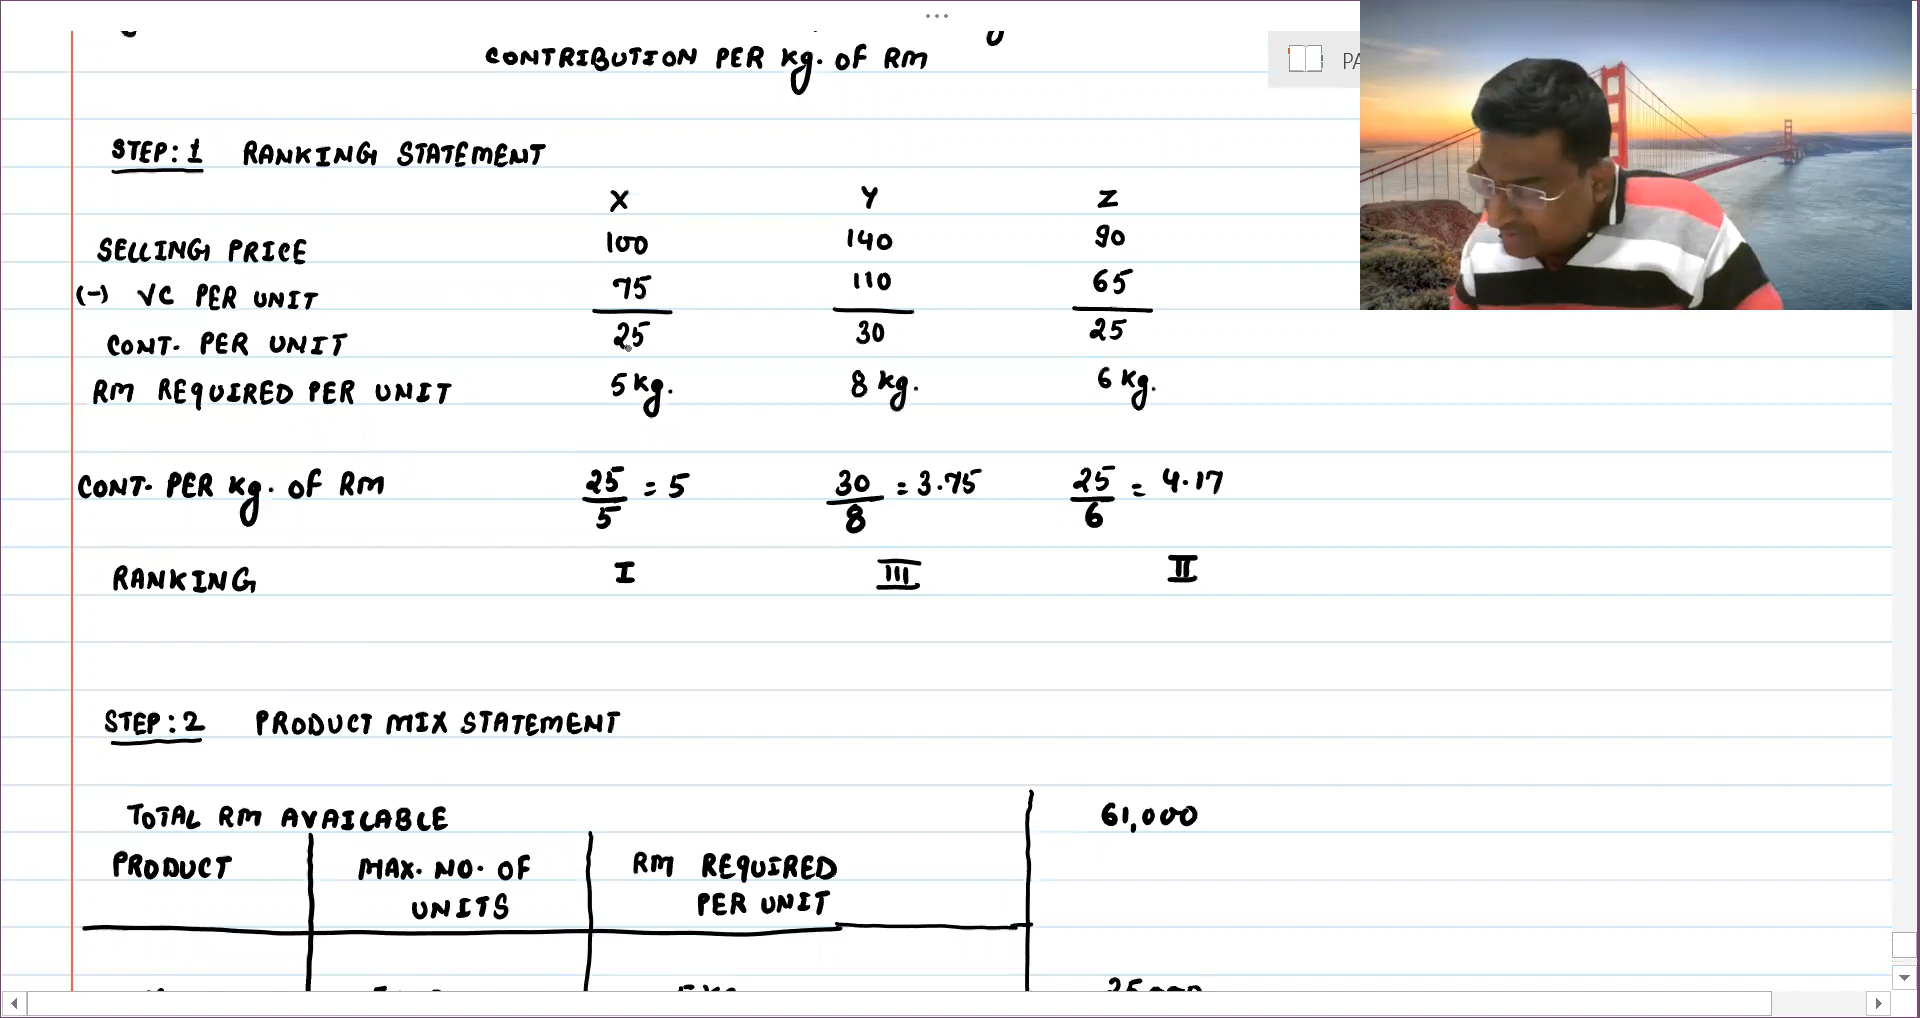 CONTRIBUTION PER Kg. OF RM
PA
STEP:1 RANKING STATEMENT
X Y Z
SELLING PRICE 100 140 90
(-) VC PER UNIT 75 110 65
CONT. PER UNIT 25 30 25
RM REQUIRED PER UNIT 5 kg. 8 kg. 6 kg.
CONT. PER Kg. OF RM 25/5 = 5 30/8 = 3.75 25/6 = 4.17
RANKING I III II
STEP:2 PRODUCT MIX STATEMENT
TOTAL RM AVAILABLE 61,000
PRODUCT MAX. NO. OF RM REQUIRED
UNITS PER UNIT